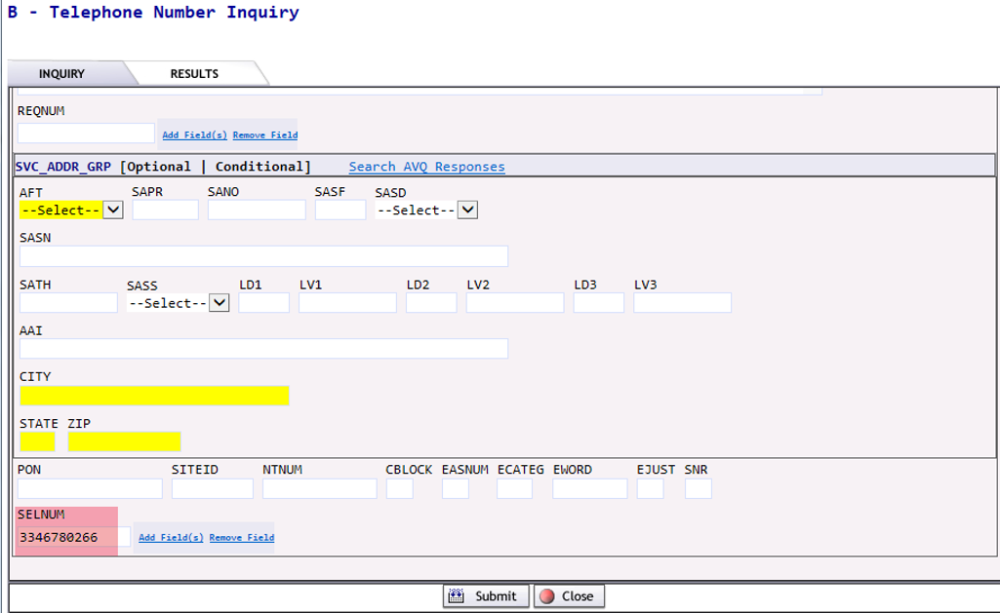 B - Telephone Number Inquiry
INQUIRY RESULTS
REQNUM
Add Field(s) Remove Field
SVC_ADDR_GRP [Optional | Conditional] Search AVQ Responses
AFT SAPR SANO SASF SASD
--Select-- --Select--
SASN
SATH SASS LD1 LV1 LD2 LV2 LD3 LV3
--Select--
AAI
CITY
STATE ZIP
PON SITEID NTNUM CBLOCK EASNUM ECATEG EWORD EJUST SNR
SELNUM
3346780266 Add Field(s) Remove Field
Submit Close